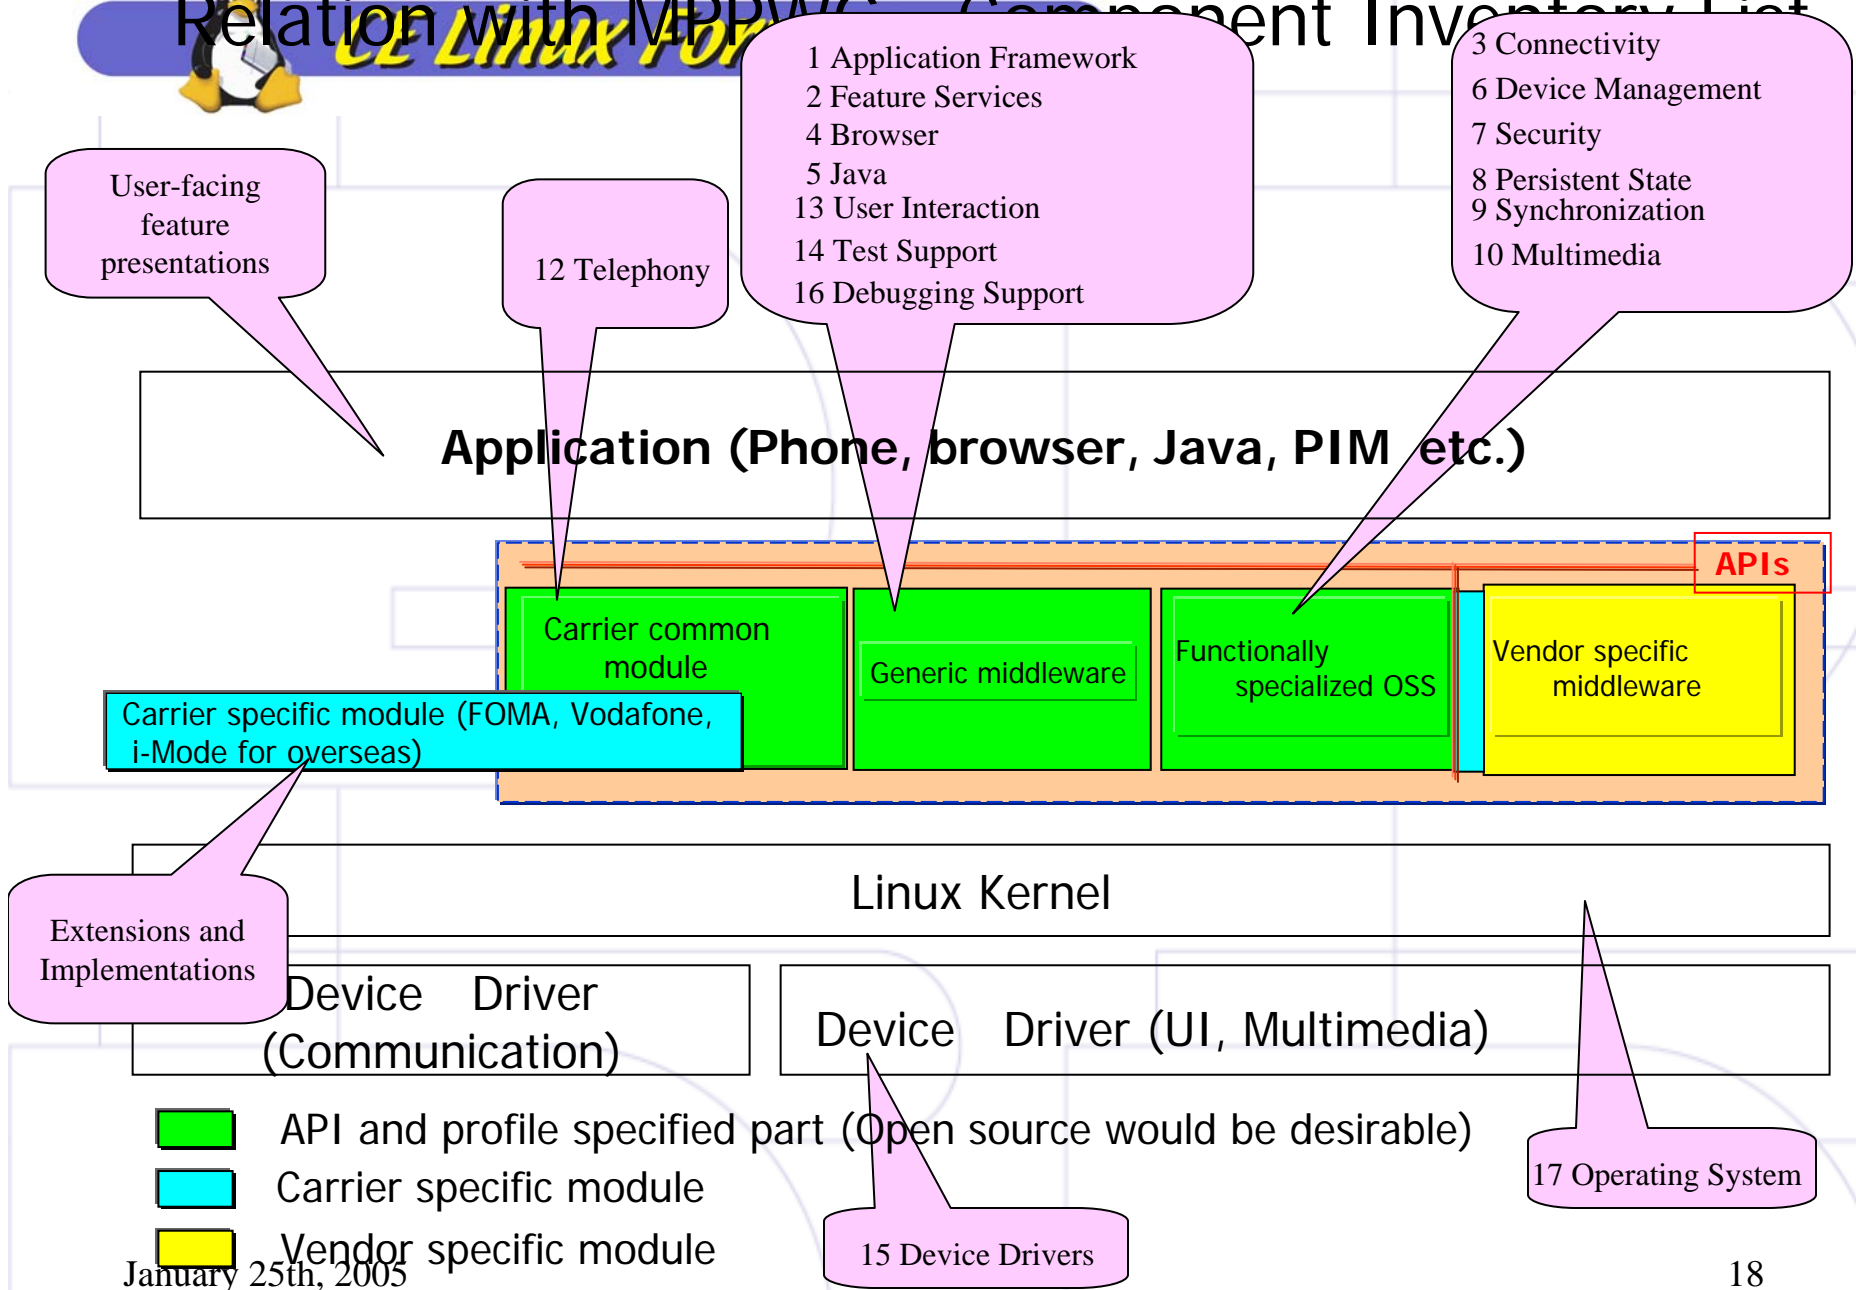 Relation with MPPWG Component Inventory List
CE Linux For
1 Application Framework
2 Feature Services
4 Browser
5 Java
13 User Interaction
14 Test Support
16 Debugging Support
3 Connectivity
6 Device Management
7 Security
8 Persistent State
9 Synchronization
10 Multimedia
User-facing
feature
presentations
12 Telephony
Application (Phone, browser, Java, PIM etc.)
APIs
Carrier common
module
Generic middleware
Functionally
specialized OSS
Vendor specific
middleware
Carrier specific module (FOMA, Vodafone,
i-Mode for overseas)
Linux Kernel
Extensions and
Implementations
Device Driver
(Communication)
Device Driver (UI, Multimedia)
API and profile specified part (Open source would be desirable)
Carrier specific module
Vendor specific module
17 Operating System
15 Device Drivers
January 25th, 2005
18